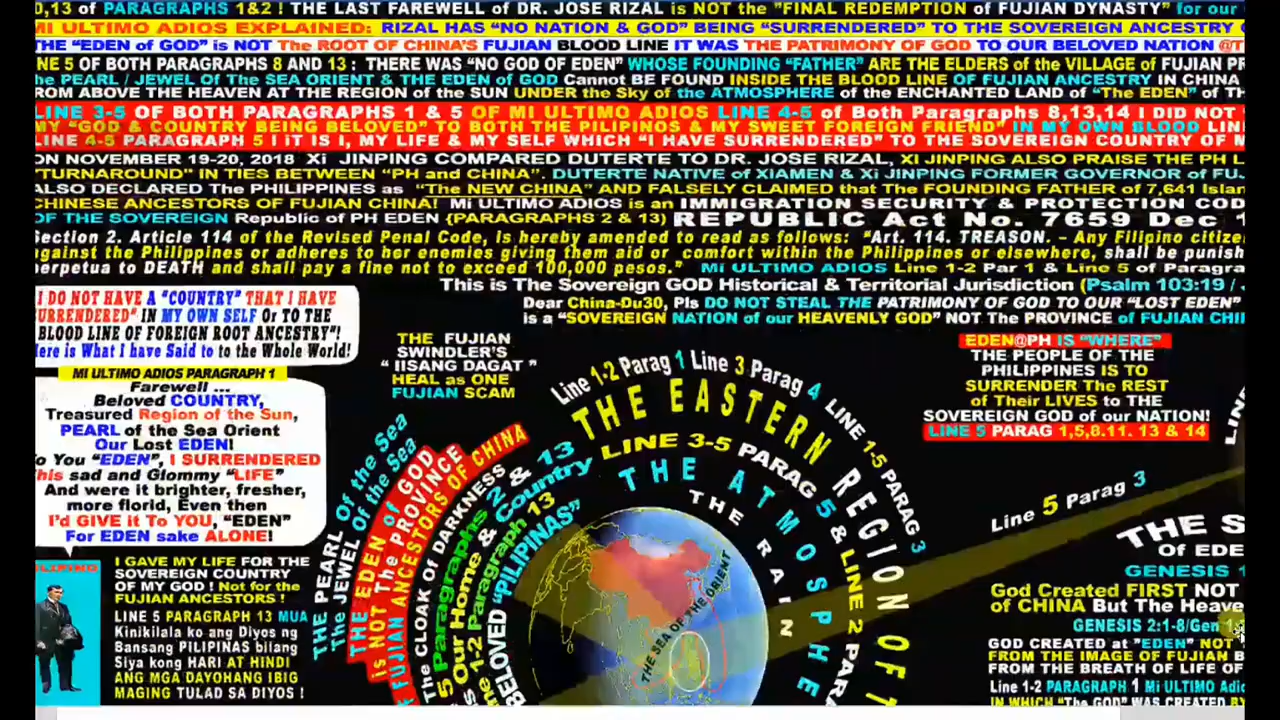 0,13 of PARAGRAPHS 1&2 ! THE LAST FAREWELL of DR. JOSE RIZAL is NOT the "FINAL REDEMPTION of FUJIAN DYNASTY" for our
MI ULTIMO ADIOS EXPLAINED: RIZAL HAS "NO NATION & GOD" BEING "SURRENDERED" TO THE SOVEREIGN ANCESTRY
THE "EDEN of GOD" is NOT The ROOT OF CHINA'S FUJIAN BLOOD LINE IT WAS THE PATRIMONY OF GOD TO OUR BELOVED NATION @T
NE 5 OF BOTH PARAGRAPHS 8 AND 13 : THERE WAS "NO GOD OF EDEN" WHOSE FOUNDING "FATHER" ARE THE ELDERS of the VILLAGE of FUJIAN PR
he PEARL / JEWEL Of The SEA ORIENT & THE EDEN of GOD Cannot BE FOUND INSIDE THE BLOOD LINE OF FUJIAN ANCESTRY IN CHINA
ROM ABOVE THE HEAVEN AT THE REGION of the SUN UNDER the Sky of the ATMOSPHERE of the ENCHANTED LAND of "The EDEN" of TH
LINE 3-5 OF BOTH PARAGRAPHS 1 & 5 OF MI ULTIMO ADIOS LINE 4-5 of Both Paragraphs 8,13,14 I DID NOT
MY "GOD & COUNTRY BEING BELOVED" TO BOTH THE PILIPINOS & MY SWEET FOREIGN FRIEND" IN MY OWN BLOOD LIN
LINE 4-5 PARAGRAPH 5 I IT IS I, MY LIFE & MY SELF WHICH "I HAVE SURRENDERED" TO THE SOVEREIGN COUNTRY OF M
ON NOVEMBER 19-20, 2018 Xi JINPING COMPARED DUTERTE TO DR. JOSE RIZAL, XI JINPING ALSO PRAISE THE PH L
"TURNAROUND" IN TIES BETWEEN "PH and CHINA". DUTERTE NATIVE of XIAMEN & Xi JINPING FORMER GOVERNOR of FU
ALSO DECLARED The PHILIPPINES as "The NEW CHINA" AND FALSELY CLAIMED that The FOUNDING FATHER OF 7,641 Islan
CHINESE ANCESTORS OF FUJIAN CHINA! Mi ULTIMO ADIOS is an IMMIGRATION SECURITY & PROTECTION COD
OF THE SOVEREIGN Republic of PH EDEN {PARAGRAPHS 2 & 13) REPUBLIC Act No. 7659 Dec 1
Section 2. Article 114 of the Revised Penal Code, is hereby amended to read as follows: "Art. 114. TREASON. – Any Filipino citize
against the Philippines or adheres to her enemies giving them aid or comfort within the Philippines or elsewhere, shall be punish
perpetua to DEATH and shall pay a fine not to exceed 100,000 pesos." Mi ULTIMO ADIOS Line 1-2 Par 1 & Line 5 of Paragra
This is The Sovereign GOD Historical & Territorial Jurisdiction (Psalm 103:19 /
Dear China-Du30, Pls DO NOT STEAL THE PATRIMONY OF GOD TO OUR "LOST EDEN"
is a "SOVEREIGN NATION of our HEAVENLY GOD" NOT The PROVINCE of FUJIAN CHI
I DO NOT HAVE A "COUNTRY" THAT I HAVE
URRENDERED" IN MY OWN SELF Or TO THE
BLOOD LINE OF FOREIGN ROOT ANCESTRY"!
ere is What I have Said to to the Whole World!
MI ULTIMO ADIOS PARAGRAPH 1
Farewell ...
Beloved COUNTRY,
Treasured Region of the Sun,
PEARL of the Sea Orient
Our Lost EDEN!
o You "EDEN", I SURRENDERED
his sad and Glommy "LIFE"
And were it brighter, fresher,
more florid, Even then
I'd GIVE it To YOU, "EDEN"
For EDEN sake ALONE!
I GAVE MY LIFE FOR THE
SOVEREIGN COUNTRY
OF MY GOD ! Not for the
FUJIAN ANCESTORS !
LINE 5 PARAGRAPH 13 MUA
Kinikilala ko ang Diyos ng
Bansang PILIPINAS bilang
Siya kong HARI AT HINDI
ANG MGA DAYOHANG IBIG
MAGING TULAD SA DIYOS !
THE FUJIAN
SWINDLER'S
" IISANG DAGAT "
HEAL as ONE
FUJIAN SCAM
THE PEARL of the Sea
The JEWEL of the Sea
THE EDEN of GOD
is NOT The PROVINCE
F FUJIAN ANCESTORS OF CHINA
The CLOAK OF DARKNESS
5 Paragraphs 2 & 13
s Our Home & Country
ne 1-2 Paragraph 13
BELOVED "PILIPINAS"
Line 1-2 Parag 1 Line 3 Parag 4 LINE 1-5 PARAG 3
THE EASTERN REGION OF T
LINE 3-5 PARAG 5 & LINE 2 PARA
THE ATMOSPHE
THE RAIN
THE SEA OF THE ORIENT
EDEN@PH IS "WHERE"
THE PEOPLE OF THE
PHILIPPINES IS TO
SURRENDER The REST
of Their LIVES to THE
SOVEREIGN GOD of our NATION!
LINE 5 PARAG 1,5,8.11. 13 & 14
Line 5 Parag 3
THE S
Of EDE
GENESIS 1
God Created FIRST NOT
of CHINA But The Heave
GENESIS 2:1-8/Gen 1
GOD CREATED at "EDEN" NOT
FROM THE IMAGE OF FUJIAN B
FROM THE BREATH OF LIFE OF
Line 1-2 PARAGRAPH 1 Mi ULTIMO Adio
IN WHICH "The GOD" WAS CREATED BY